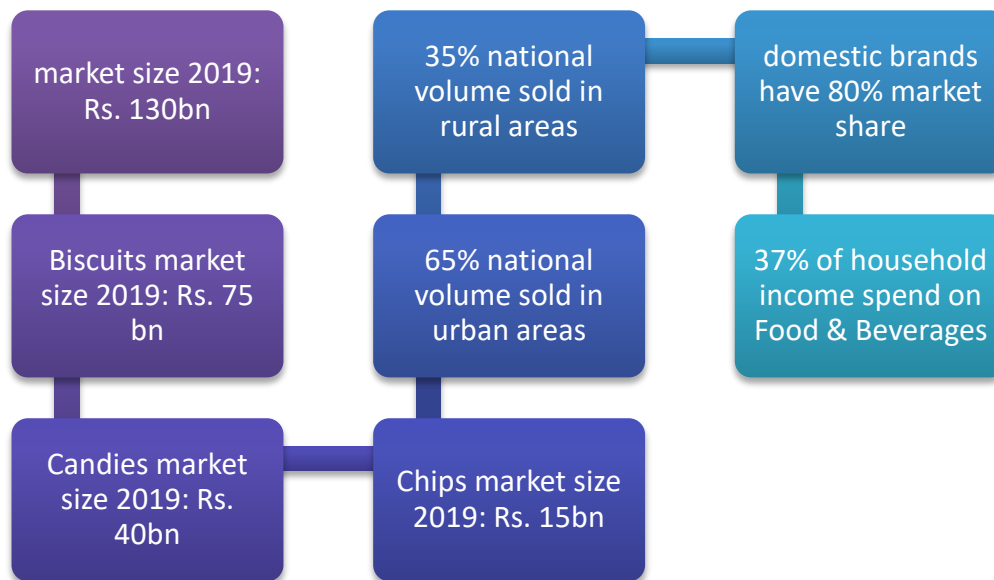 market size 2019:
Rs. 130bn
Biscuits market
size 2019: Rs. 75
bn
Candies market
size 2019: Rs.
40bn
Chips market size
2019: Rs. 15bn
65% national
volume sold in
urban areas
35% national
volume sold in
rural areas
domestic brands
have 80% market
share
37% of household
income spend on
Food & Beverages